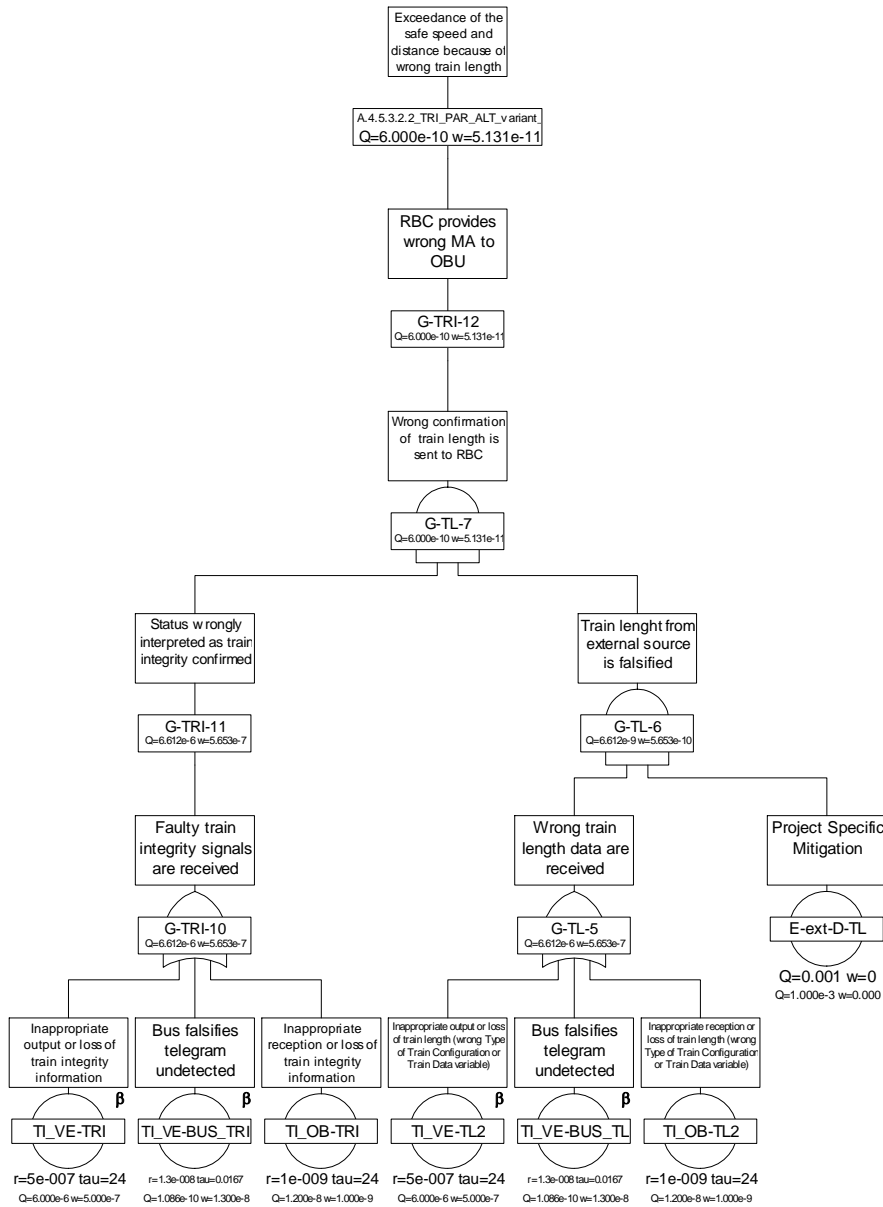 Exceedance of the
safe speed and
distance because of
wrong train length
A.4.5.3.2.2_TRI_PAR_ALT_variant_
Q=6.000e-10 w=5.131e-11
RBC provides
wrong MA to
OBU
G-TRI-12
Q=6.000e-10 w=5.131e-11
Wrong confirmation
of train length is
sent to RBC
G-TL-7
Q=6.000e-10 w=5.131e-11
Status wrongly
interpreted as train
integrity confirmed
Train lenght from
external source
is falsified
G-TRI-11
Q=6.612e-6 w=5.653e-7
G-TL-6
Q=6.612e-9 w=5.653e-10
Faulty train
integrity signals
are received
Wrong train
length data are
received
Project Specific
Mitigation
G-TRI-10
Q=6.612e-6 w=5.653e-7
G-TL-5
Q=6.612e-6 w=5.653e-7
E-ext-D-TL
Q=0.001 w=0
Q=1.000e-3 w=0.000
Inappropriate
output or loss of
train integrity
information
Bus falsifies
telegram
undetected
Inappropriate
reception or loss of
train integrity
information
Inappropriate output or loss
of train length (wrong Type
of Train Configuration or
Train Data variable)
Bus falsifies
telegram
undetected
Inappropriate reception or
loss of train length (wrong
Type of Train Configuration
or Train Data variable)
β
β
β
β
TI_VE-TRI
TI_VE-BUS_TRI
TI_OB-TRI
TI_VE-TL2
TI_VE-BUS_TL
TI_OB-TL2
r=5e-007 tau=24
Q=6.000e-6 w=5.000e-7
r=1.3e-008 tau=0.0167
Q=1.086e-10 w=1.300e-8
r=1e-009 tau=24
Q=1.200e-8 w=1.000e-9
r=5e-007 tau=24
Q=6.000e-6 w=5.000e-7
r=1.3e-008 tau=0.0167
Q=1.086e-10 w=1.300e-8
r=1e-009 tau=24
Q=1.200e-8 w=1.000e-9